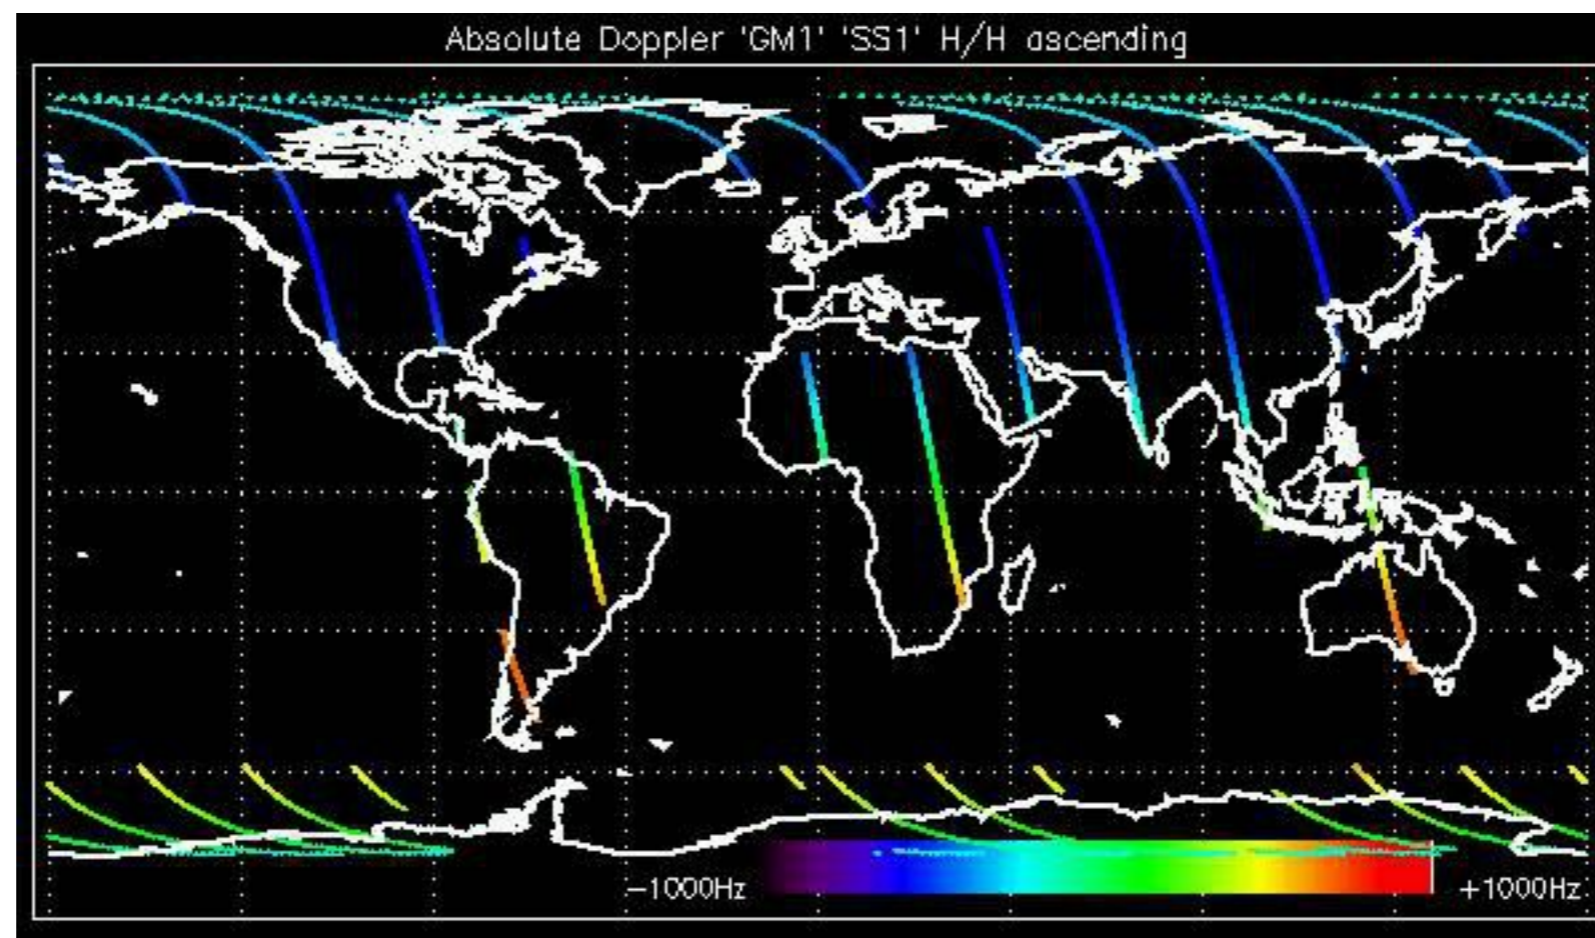 Absolute Doppler 'GM1' 'SS1' H/H ascending
−1000Hz
+1000Hz